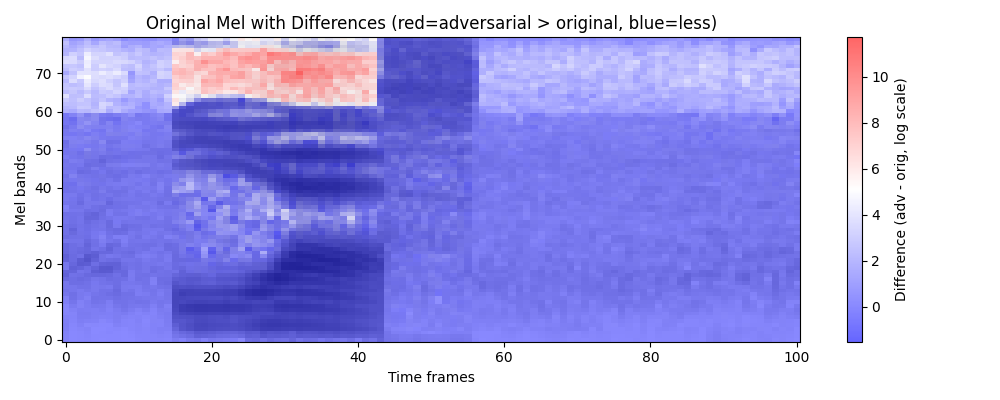 Original Mel with Differences (red=adversarial > original, blue=less)
Mel bands
70
60
50
40
30
20
10
0
0 20 40 60 80 100
Time frames
10
8
6
4
2
0
Difference (adv - orig, log scale)